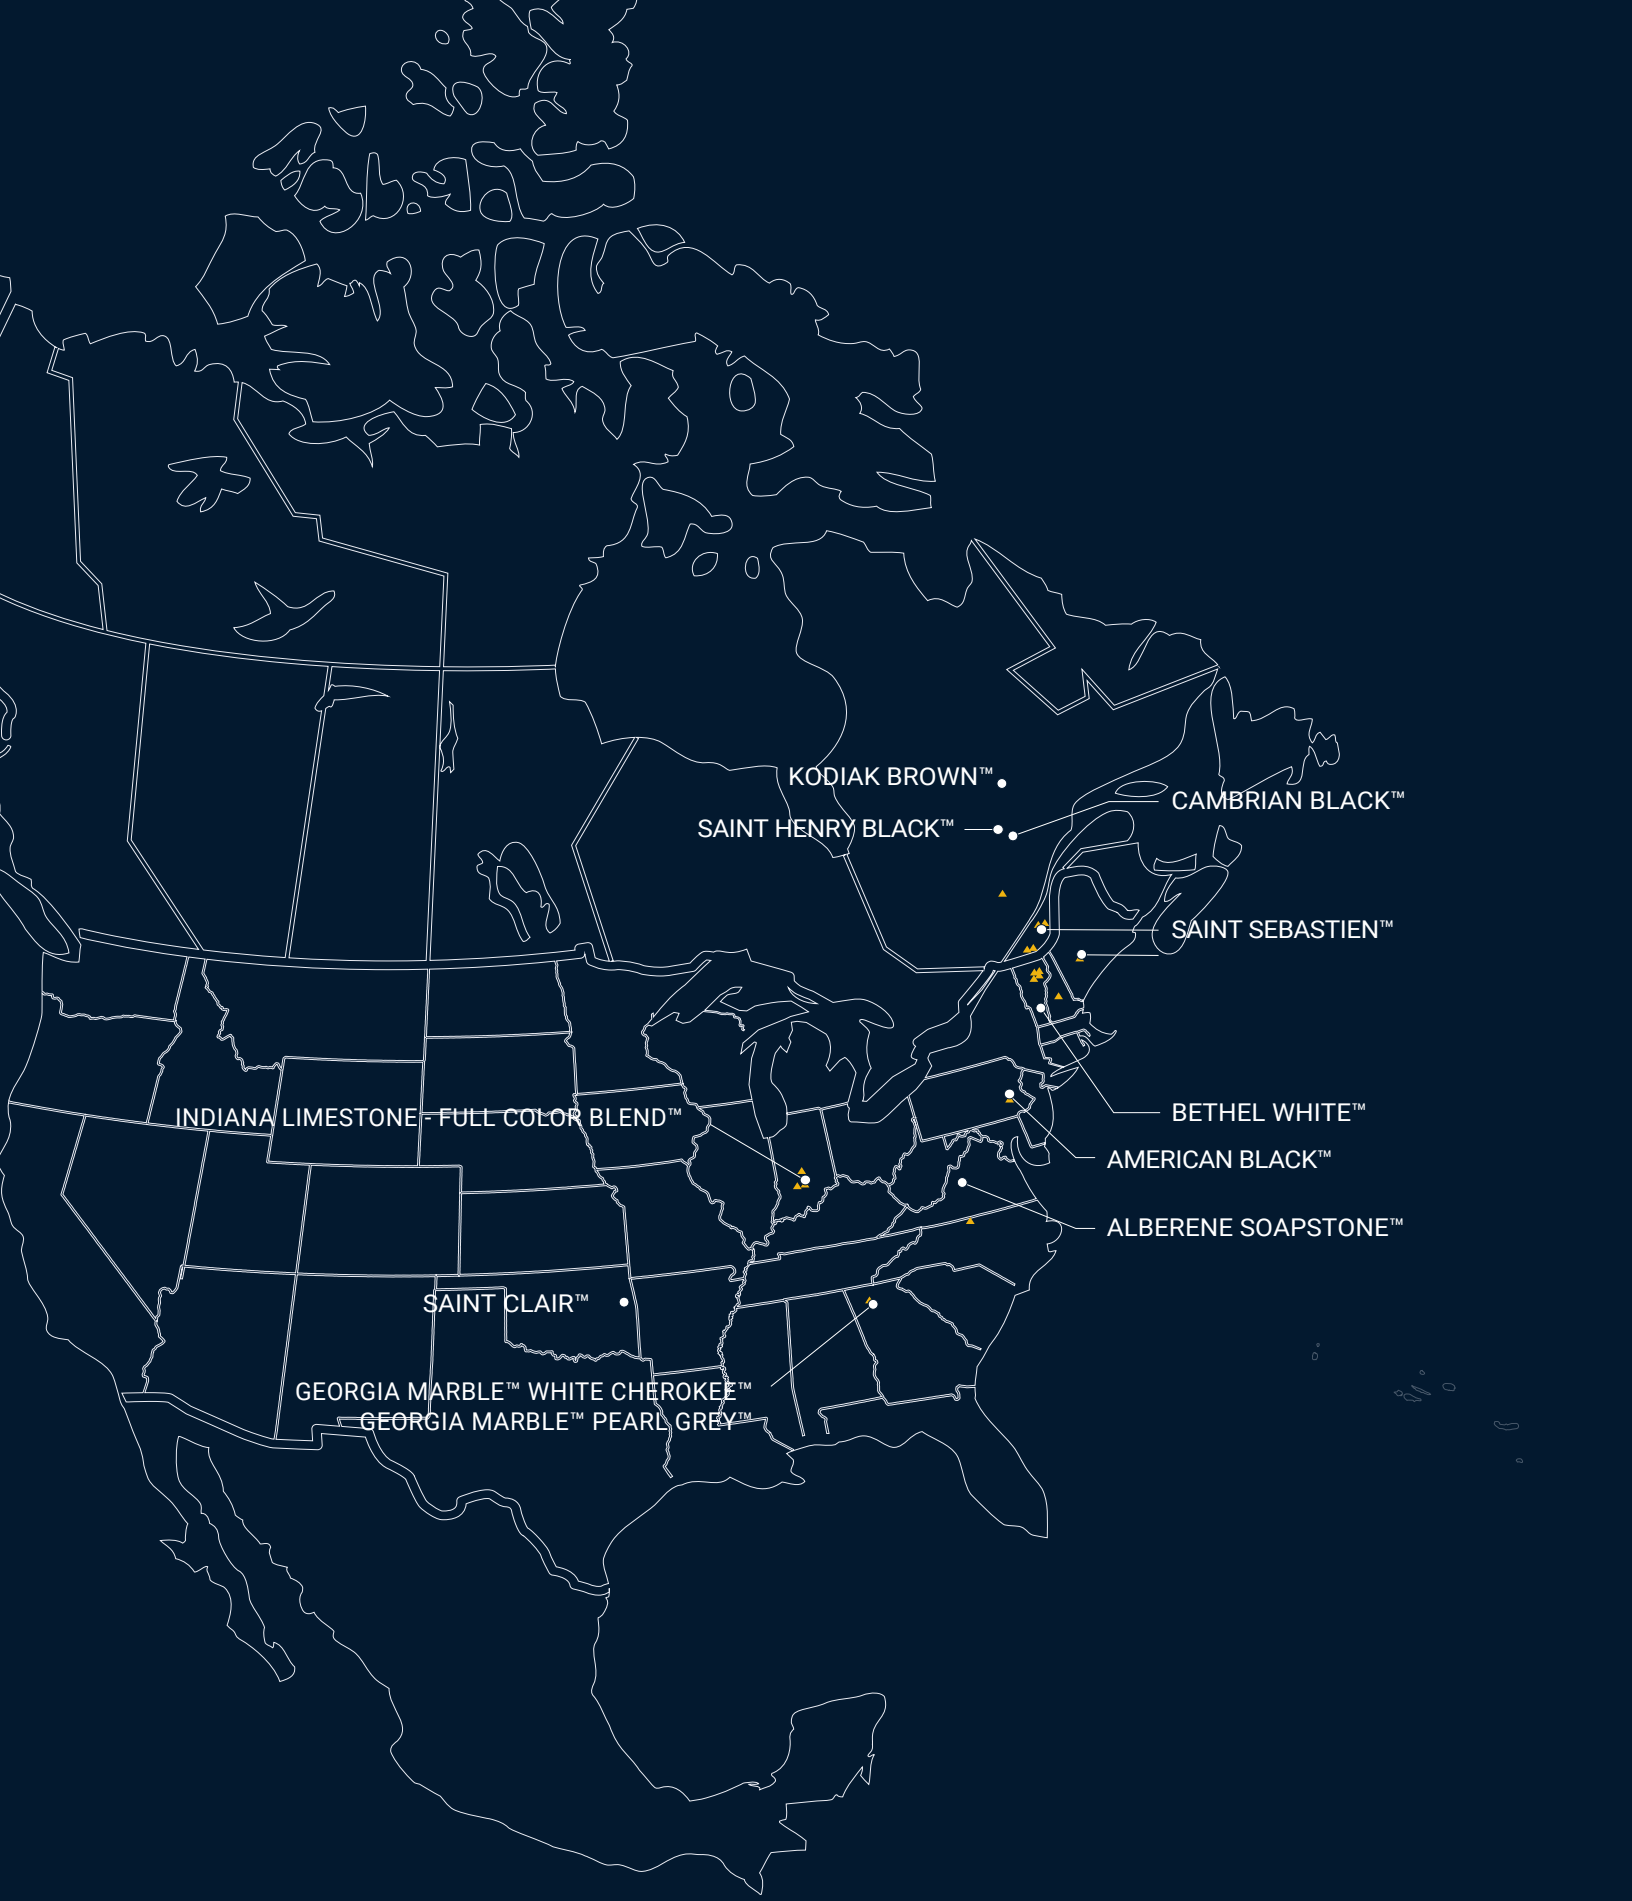 KODIAK BROWN™
CAMBRIAN BLACK™
SAINT HENRY BLACK™
SAINT SEBASTIEN™
INDIANA LIMESTONE - FULL COLOR BLEND™
BETHEL WHITE™
AMERICAN BLACK™
ALBERENE SOAPSTONE™
SAINT CLAIR™
GEORGIA MARBLE™ WHITE CHEROKEE™
GEORGIA MARBLE™ PEARL GREY™